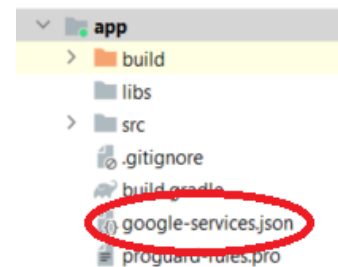 app
build
libs
src
.gitignore
build.gradle
google-services.json
proguard-rules.pro